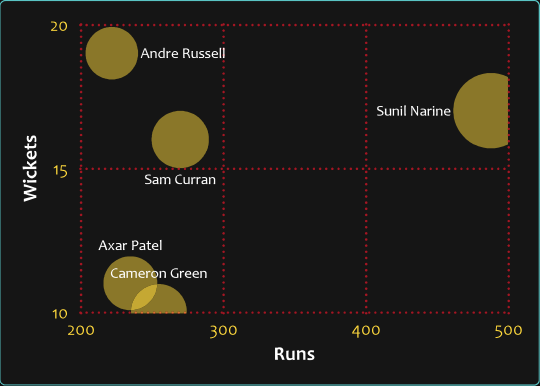 20
Andre Russell
Sunil Narine
Wickets
15
Sam Curran
Axar Patel
Cameron Green
10
200
300
400
500
Runs